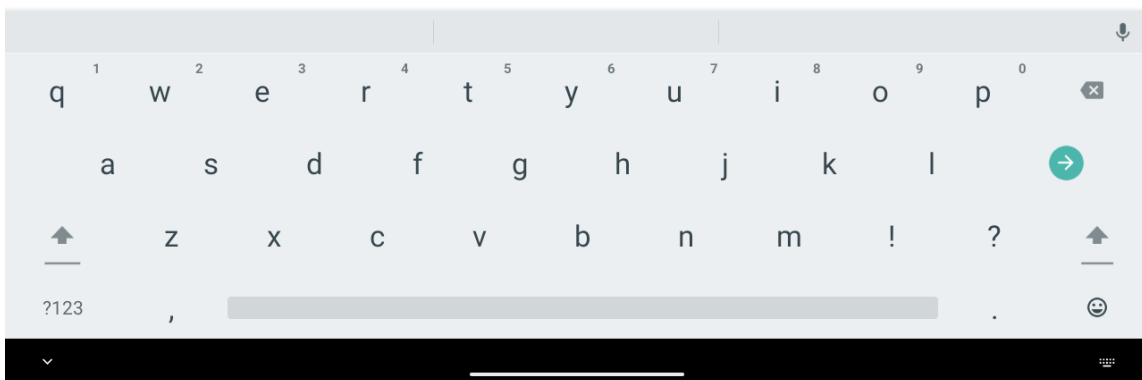 1 2 3 4 5 6 7 8 9 0
q w e r t y u i o p
a s d f g h j k l
z x c v b n m ! ?
?123 , .